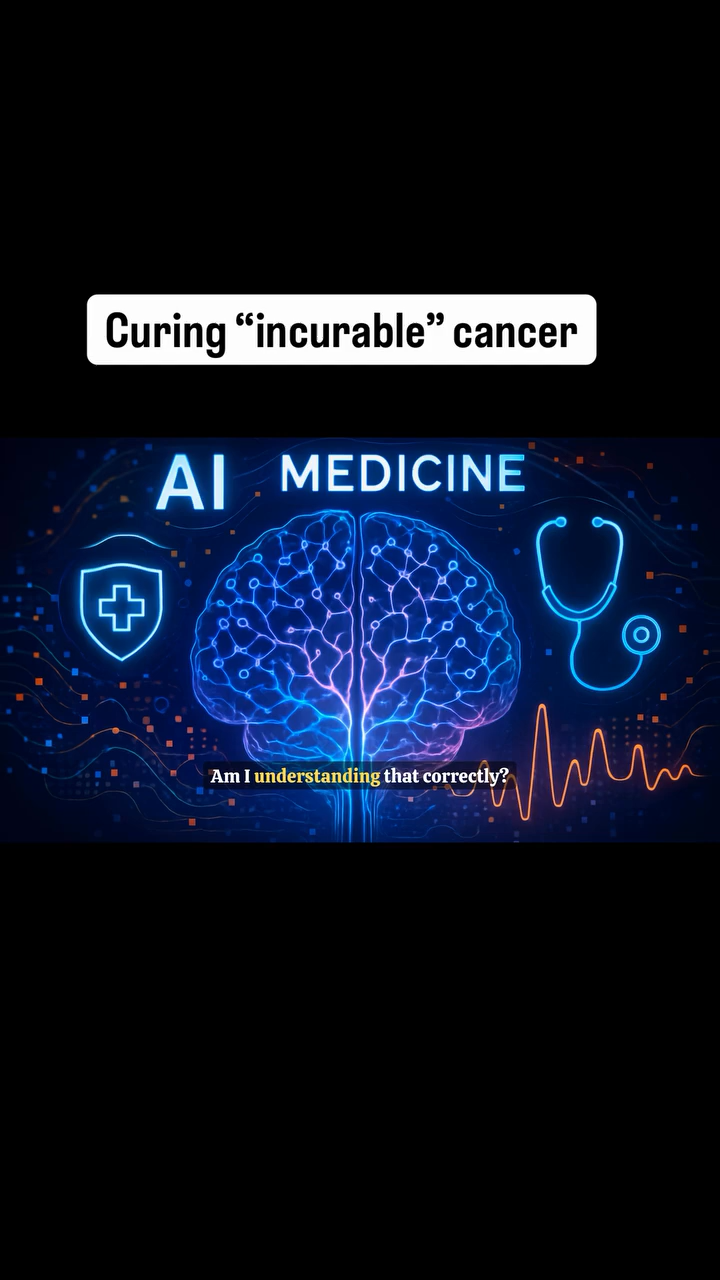 Curing “incurable” cancer
AI MEDICINE
Am I understanding that correctly?